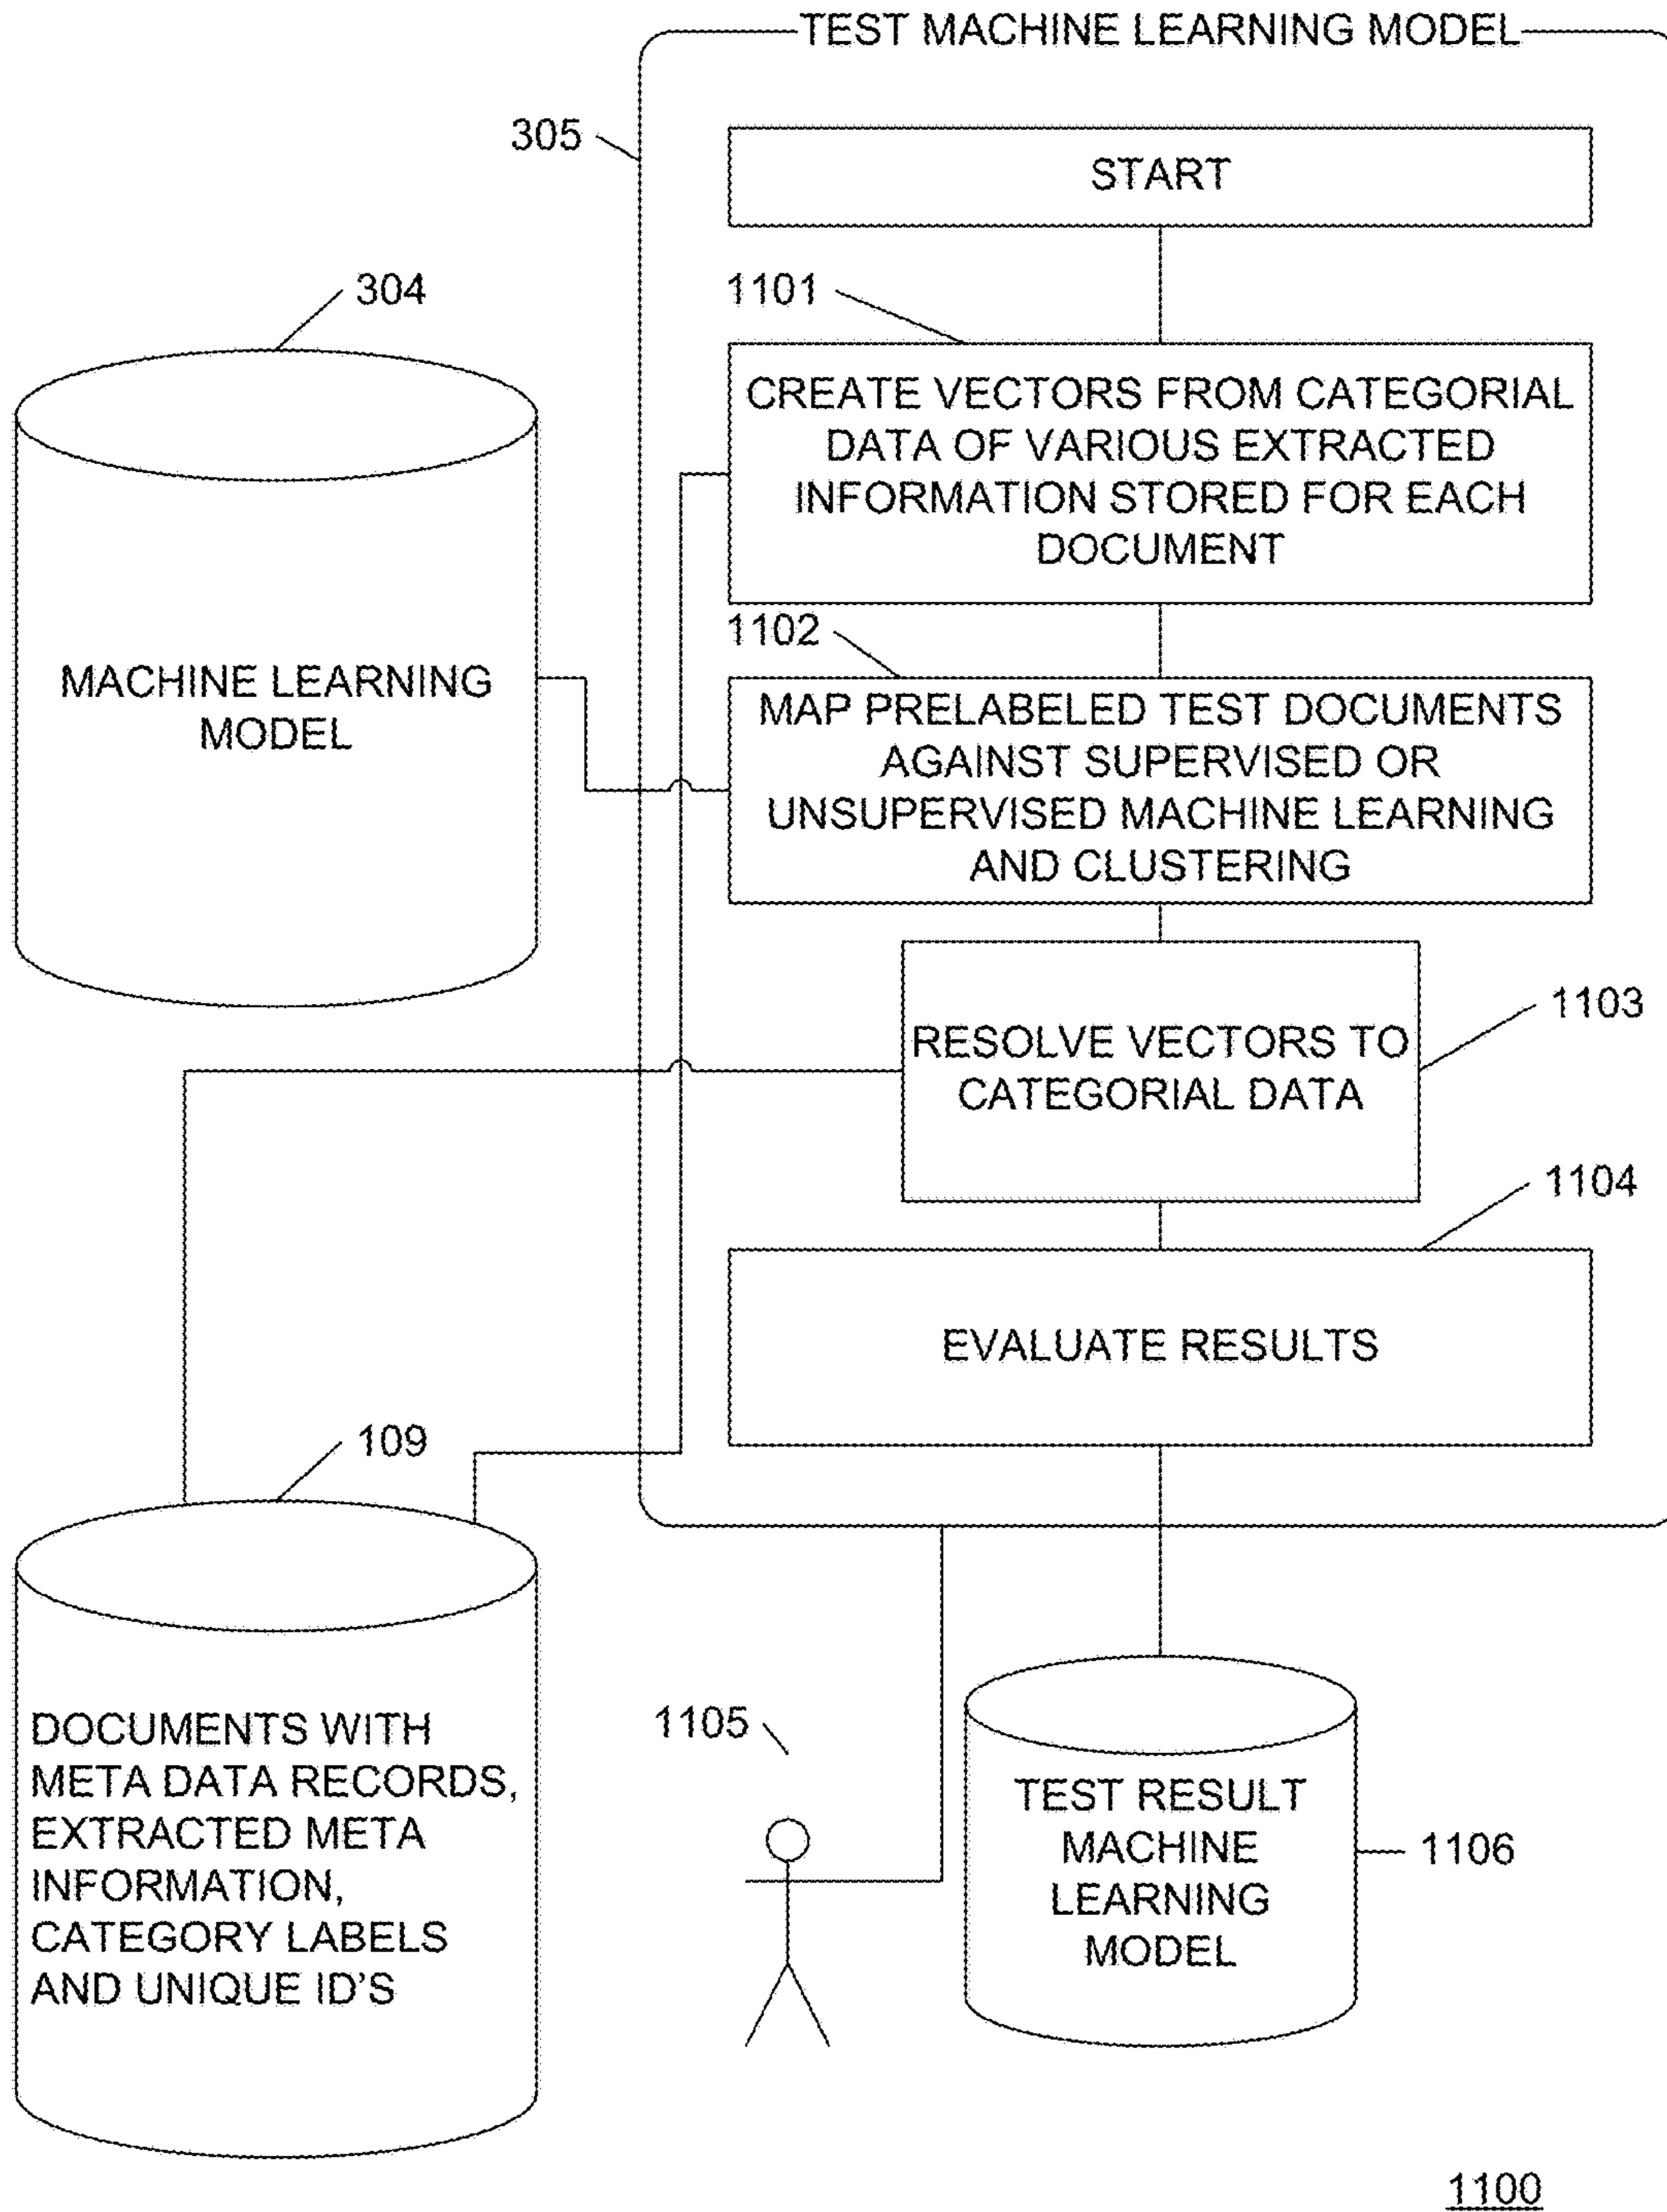 TEST MACHINE LEARNING MODEL
305
START
304
1101
CREATE VECTORS FROM CATEGORIAL
DATA OF VARIOUS EXTRACTED
INFORMATION STORED FOR EACH
DOCUMENT
1102
MACHINE LEARNING
MODEL
MAP PRELABELED TEST DOCUMENTS
AGAINST SUPERVISED OR
UNSUPERVISED MACHINE LEARNING
AND CLUSTERING
1103
RESOLVE VECTORS TO
CATEGORIAL DATA
1104
EVALUATE RESULTS
109
DOCUMENTS WITH
META DATA RECORDS,
EXTRACTED META
INFORMATION,
CATEGORY LABELS
AND UNIQUE ID'S
1105
TEST RESULT
MACHINE
LEARNING
MODEL
1106
1100